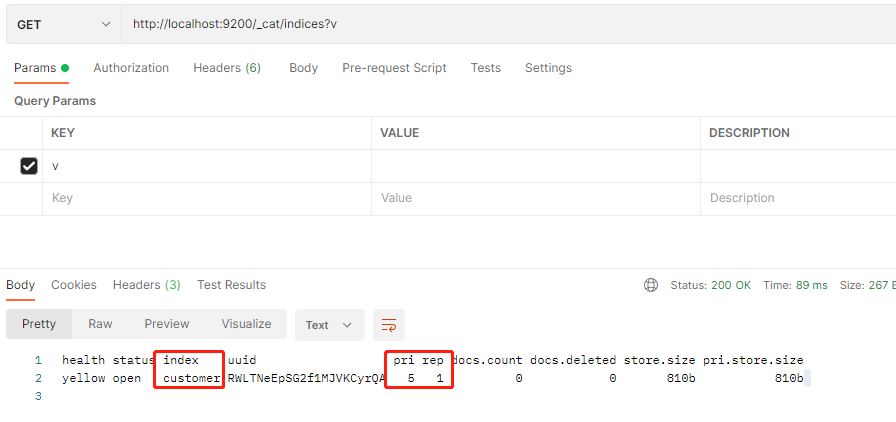 GET http://localhost:9200/_cat/indices?v
Params Authorization Headers (6) Body Pre-request Script Tests Settings
Query Params
KEY VALUE DESCRIPTION
v
Key Value Description
Body Cookies Headers (3) Test Results Status: 200 OK Time: 89 ms Size: 267 B
Pretty Raw Preview Visualize Text
1 health status index uuid pri rep docs.count docs.deleted store.size pri.store.size
2 yellow open customer RWLTNeEpSG2f1MJVKCyrQA 5 1 0 0 810b 810b
3